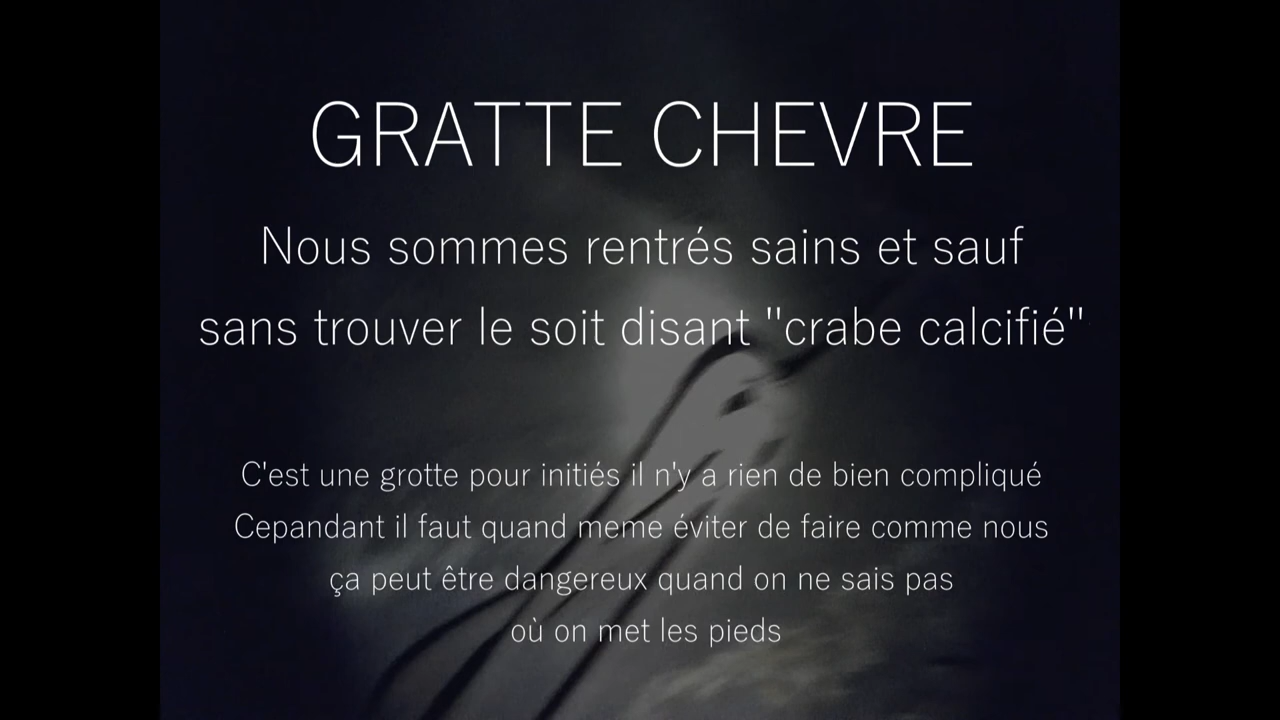 GRATTE CHEVRE
Nous sommes rentrés sains et sauf
sans trouver le soit disant "crabe calcifié"
C'est une grotte pour initiés il n'y a rien de bien compliqué
Cepandant il faut quand meme éviter de faire comme nous
ça peut être dangereux quand on ne sais pas
où on met les pieds